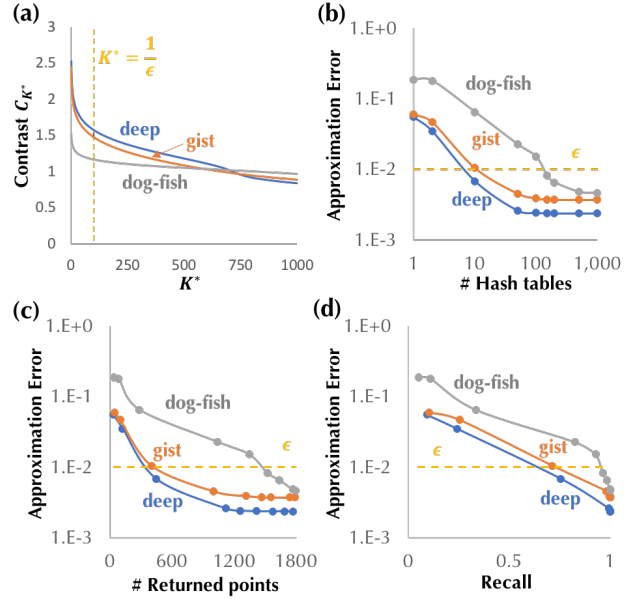 (a)
3
2.5
2
1.5
1
0.5
0
Contrast C_{K*}
K* = 1/ϵ
deep
gist
dog-fish
0 250 500 750 1000
K*
(b)
1.E+0
1.E-1
1.E-2
1.E-3
Approximation Error
dog-fish
gist
ϵ
deep
1 10 100 1,000
# Hash tables
(c)
1.E+0
1.E-1
1.E-2
1.E-3
Approximation Error
dog-fish
gist
ϵ
deep
0 600 1200 1800
# Returned points
(d)
1.E+0
1.E-1
1.E-2
1.E-3
Approximation Error
dog-fish
ϵ
gist
deep
0 0.5 1
Recall